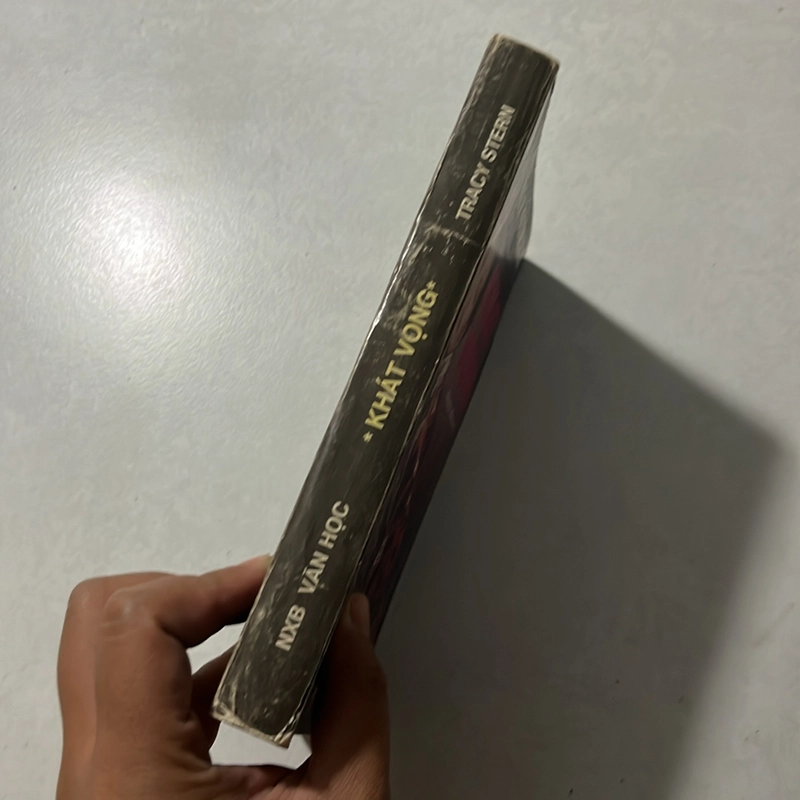 TRACY STERN
* KHÁT VỌNG*
NXB VĂN HỌC